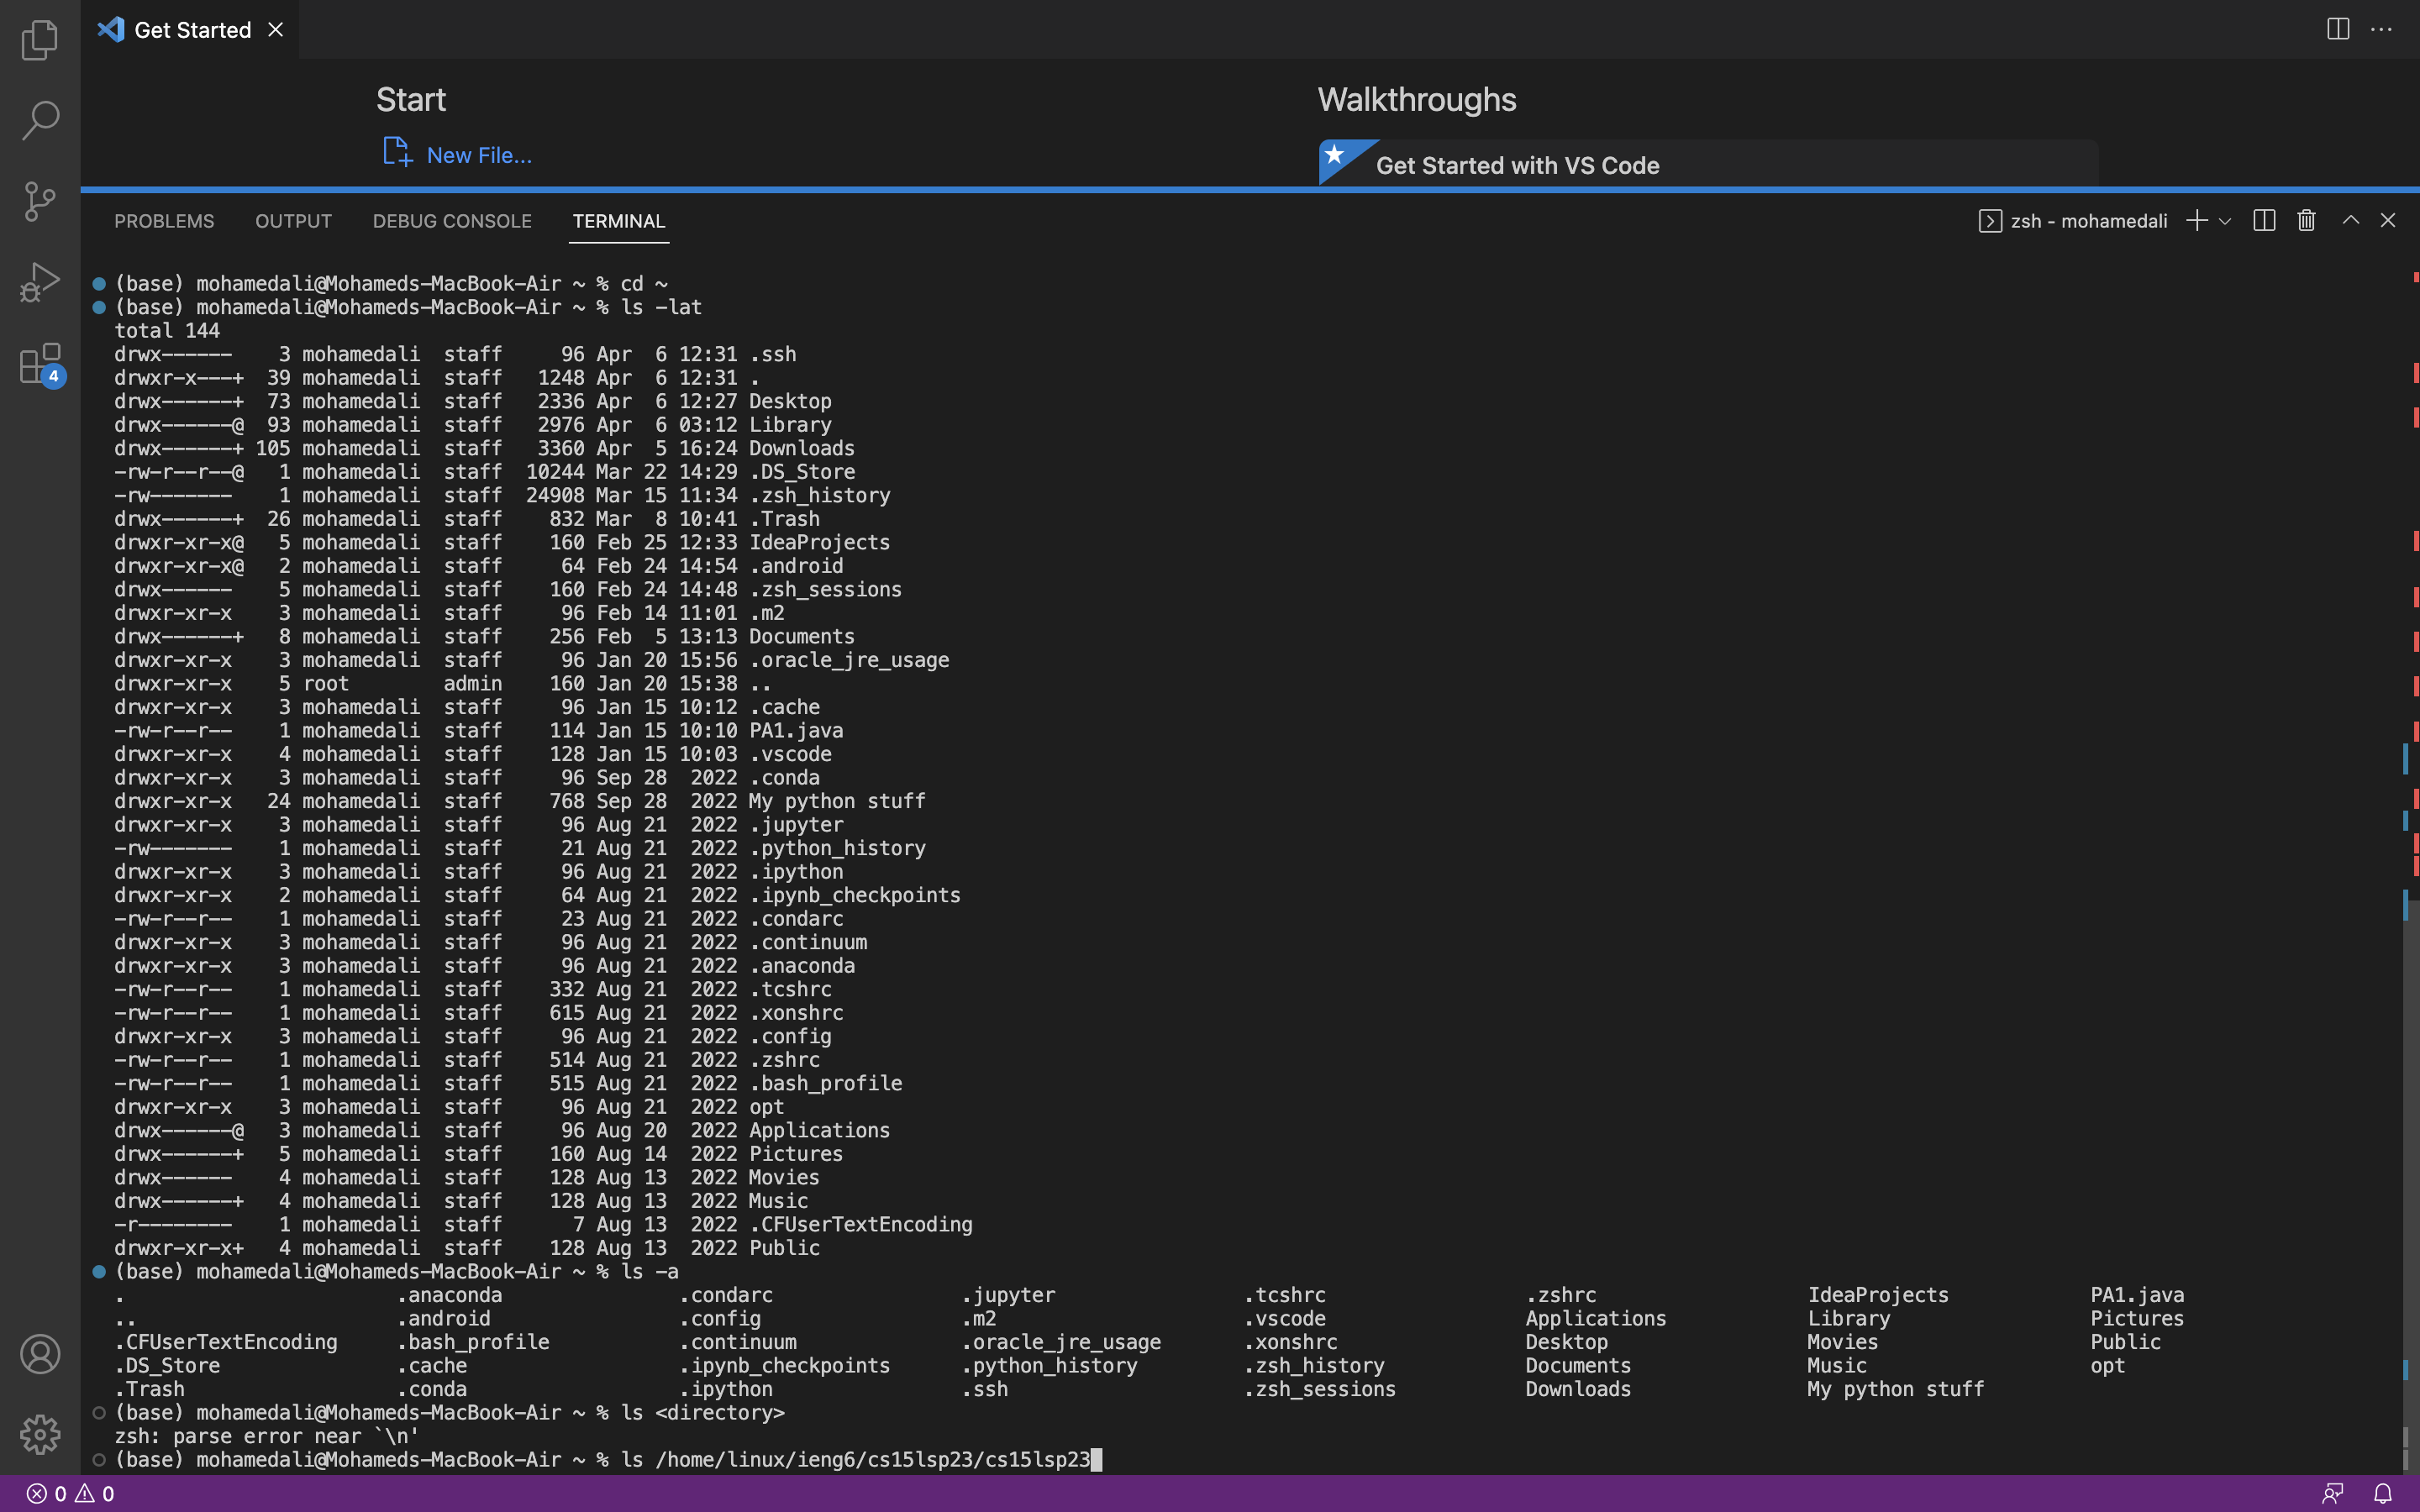 Get Started
Start
Walkthroughs
New File...
Get Started with VS Code
4
PROBLEMS OUTPUT DEBUG CONSOLE TERMINAL
zsh - mohamedali
(base) mohamedali@Mohameds-MacBook-Air ~ % cd ~
(base) mohamedali@Mohameds-MacBook-Air ~ % ls -lat
total 144
drwx------    3 mohamedali  staff     96 Apr  6 12:31 .ssh
drwxr-x---+  39 mohamedali  staff   1248 Apr  6 12:31 .
drwx------+  73 mohamedali  staff   2336 Apr  6 12:27 Desktop
drwx------@  93 mohamedali  staff   2976 Apr  6 03:12 Library
drwx------+ 105 mohamedali  staff   3360 Apr  5 16:24 Downloads
-rw-r--r--@   1 mohamedali  staff  10244 Mar 22 14:29 .DS_Store
-rw-------    1 mohamedali  staff  24908 Mar 15 11:34 .zsh_history
drwx------+  26 mohamedali  staff    832 Mar  8 10:41 .Trash
drwxr-xr-x@   5 mohamedali  staff    160 Feb 25 12:33 IdeaProjects
drwxr-xr-x@   2 mohamedali  staff     64 Feb 24 14:54 .android
drwx------    5 mohamedali  staff    160 Feb 24 14:48 .zsh_sessions
drwxr-xr-x    3 mohamedali  staff     96 Feb 14 11:01 .m2
drwx------+   8 mohamedali  staff    256 Feb  5 13:13 Documents
drwxr-xr-x    3 mohamedali  staff     96 Jan 20 15:56 .oracle_jre_usage
drwxr-xr-x    5 root        admin    160 Jan 20 15:38 ..
drwxr-xr-x    3 mohamedali  staff     96 Jan 15 10:12 .cache
-rw-r--r--    1 mohamedali  staff    114 Jan 15 10:10 PA1.java
drwxr-xr-x    4 mohamedali  staff    128 Jan 15 10:03 .vscode
drwxr-xr-x    3 mohamedali  staff     96 Sep 28  2022 .conda
drwxr-xr-x   24 mohamedali  staff    768 Sep 28  2022 My python stuff
drwxr-xr-x    3 mohamedali  staff     96 Aug 21  2022 .jupyter
-rw-------    1 mohamedali  staff     21 Aug 21  2022 .python_history
drwxr-xr-x    3 mohamedali  staff     96 Aug 21  2022 .ipython
drwxr-xr-x    2 mohamedali  staff     64 Aug 21  2022 .ipynb_checkpoints
-rw-r--r--    1 mohamedali  staff     23 Aug 21  2022 .condarc
drwxr-xr-x    3 mohamedali  staff     96 Aug 21  2022 .continuum
drwxr-xr-x    3 mohamedali  staff     96 Aug 21  2022 .anaconda
-rw-r--r--    1 mohamedali  staff    332 Aug 21  2022 .tcshrc
-rw-r--r--    1 mohamedali  staff    615 Aug 21  2022 .xonshrc
drwxr-xr-x    3 mohamedali  staff     96 Aug 21  2022 .config
-rw-r--r--    1 mohamedali  staff    514 Aug 21  2022 .zshrc
-rw-r--r--    1 mohamedali  staff    515 Aug 21  2022 .bash_profile
drwxr-xr-x    3 mohamedali  staff     96 Aug 21  2022 opt
drwx------@   3 mohamedali  staff     96 Aug 20  2022 Applications
drwx------+   5 mohamedali  staff    160 Aug 14  2022 Pictures
drwx------    4 mohamedali  staff    128 Aug 13  2022 Movies
drwx------+   4 mohamedali  staff    128 Aug 13  2022 Music
-r--------    1 mohamedali  staff      7 Aug 13  2022 .CFUserTextEncoding
drwxr-xr-x+   4 mohamedali  staff    128 Aug 13  2022 Public
(base) mohamedali@Mohameds-MacBook-Air ~ % ls -a
. .anaconda .condarc .jupyter .tcshrc .zshrc IdeaProjects PA1.java
.. .android .config .m2 .vscode Applications Library Pictures
.CFUserTextEncoding .bash_profile .continuum .oracle_jre_usage .xonshrc Desktop Movies Public
.DS_Store .cache .ipynb_checkpoints .python_history .zsh_history Documents Music opt
.Trash .conda .ipython .ssh .zsh_sessions Downloads My python stuff
(base) mohamedali@Mohameds-MacBook-Air ~ % ls <directory>
zsh: parse error near `\n'
(base) mohamedali@Mohameds-MacBook-Air ~ % ls /home/linux/ieng6/cs15lsp23/cs15lsp23
0 0